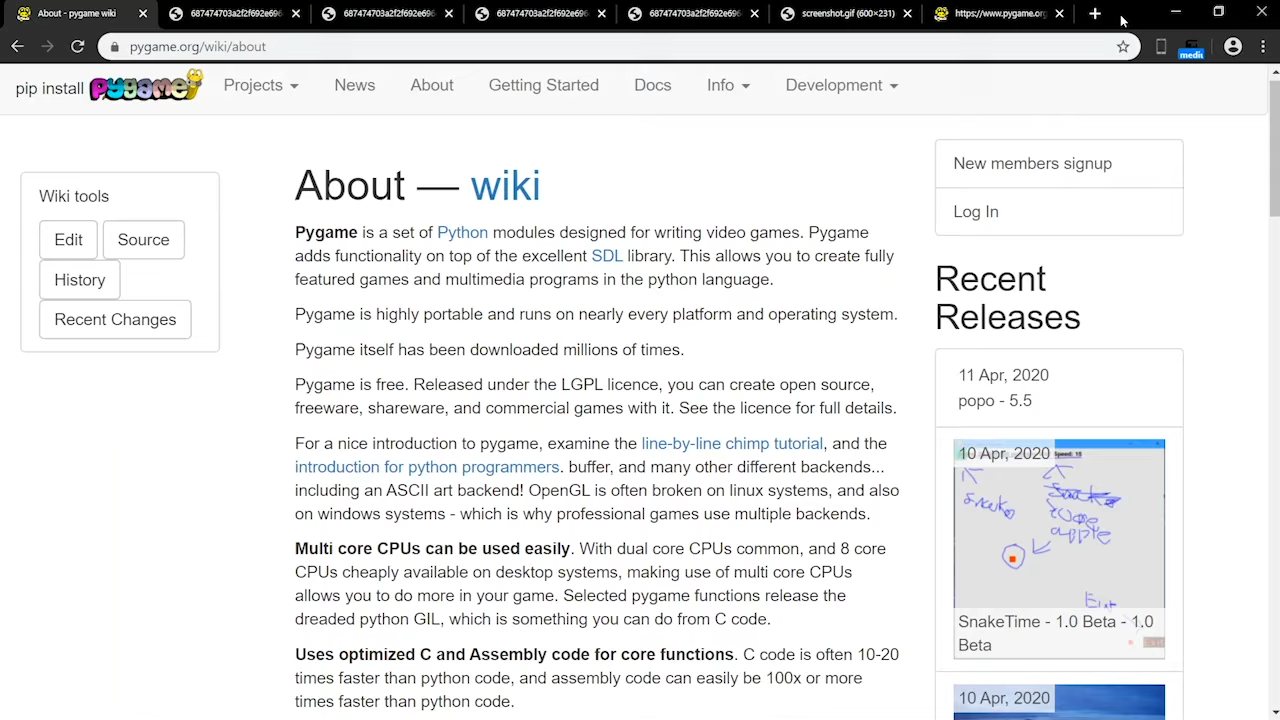 About - pygame wiki
687474703a2f2f692e696
687474703a2f2f692e696
687474703a2f2f692e696
687474703a2f2f692e696
screenshot.gif (600×231)
https://www.pygame.org
pygame.org/wiki/about
medi
pip install pygame
Projects
News
About
Getting Started
Docs
Info
Development
Wiki tools
Edit
Source
History
Recent Changes
About — wiki
Pygame is a set of Python modules designed for writing video games. Pygame
adds functionality on top of the excellent SDL library. This allows you to create fully
featured games and multimedia programs in the python language.
Pygame is highly portable and runs on nearly every platform and operating system.
Pygame itself has been downloaded millions of times.
Pygame is free. Released under the LGPL licence, you can create open source,
freeware, shareware, and commercial games with it. See the licence for full details.
For a nice introduction to pygame, examine the line-by-line chimp tutorial, and the
introduction for python programmers. buffer, and many other different backends...
including an ASCII art backend! OpenGL is often broken on linux systems, and also
on windows systems - which is why professional games use multiple backends.
Multi core CPUs can be used easily. With dual core CPUs common, and 8 core
CPUs cheaply available on desktop systems, making use of multi core CPUs
allows you to do more in your game. Selected pygame functions release the
dreaded python GIL, which is something you can do from C code.
Uses optimized C and Assembly code for core functions. C code is often 10-20
times faster than python code, and assembly code can easily be 100x or more
times faster than python code.
New members signup
Log In
Recent
Releases
11 Apr, 2020
popo - 5.5
10 Apr, 2020
Speed: 15
apple
SnakeTime - 1.0 Beta - 1.0
Beta
10 Apr, 2020